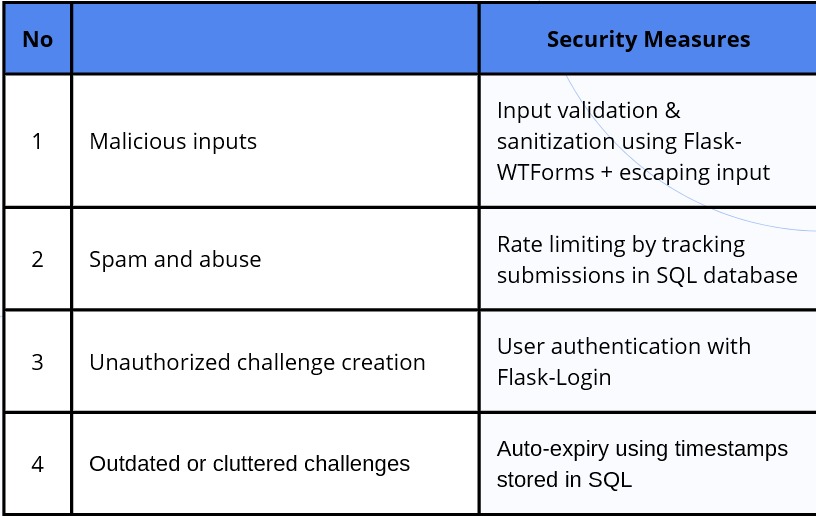 No
Security Measures
1
Malicious inputs
Input validation &
sanitization using Flask-
WTForms + escaping input
2
Spam and abuse
Rate limiting by tracking
submissions in SQL database
3
Unauthorized challenge creation
User authentication with
Flask-Login
4
Outdated or cluttered challenges
Auto-expiry using timestamps
stored in SQL